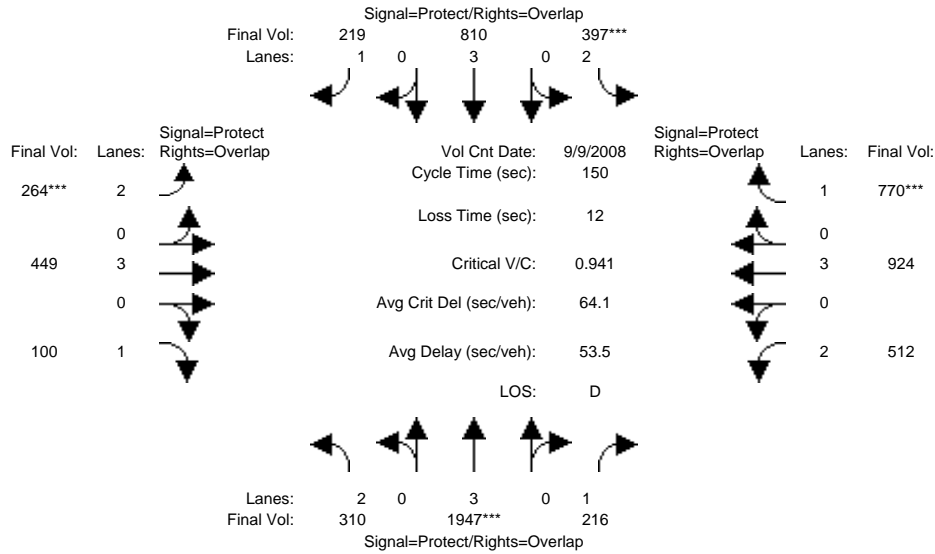 Signal=Protect/Rights=Overlap
Final Vol: 219 810 397***
Lanes: 1 0 3 0 2
Signal=Protect
Final Vol: Lanes: Rights=Overlap
Vol Cnt Date: 9/9/2008
Signal=Protect
Rights=Overlap Lanes: Final Vol:
Cycle Time (sec): 150
264*** 2
1 770***
Loss Time (sec): 12
0
0
449 3
Critical V/C: 0.941
3 924
0
Avg Crit Del (sec/veh): 64.1
0
100 1
Avg Delay (sec/veh): 53.5
2 512
LOS: D
Lanes: 2 0 3 0 1
Final Vol: 310 1947*** 216
Signal=Protect/Rights=Overlap